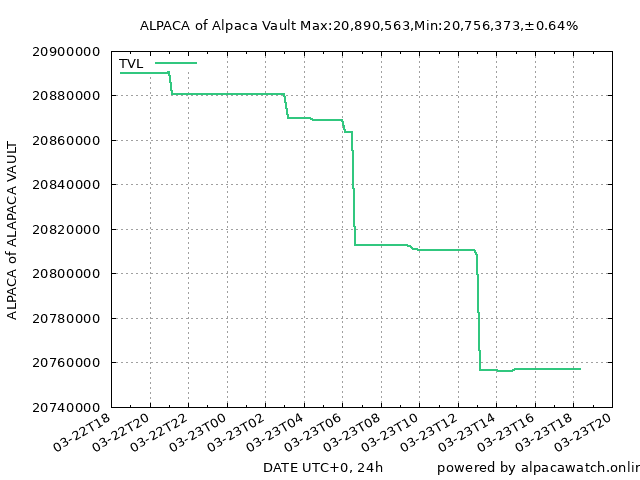 ALPACA of Alpaca Vault Max:20,890,563,Min:20,756,373,±0.64%
TVL
20900000
20880000
20860000
20840000
20820000
20800000
20780000
20760000
20740000
ALPACA of ALAPACA VAULT
03-22T18
03-22T20
03-22T22
03-23T00
03-23T02
03-23T04
03-23T06
03-23T08
03-23T10
03-23T12
03-23T14
03-23T16
03-23T18
03-23T20
DATE UTC+0, 24h
powered by alpacawatch.onlin